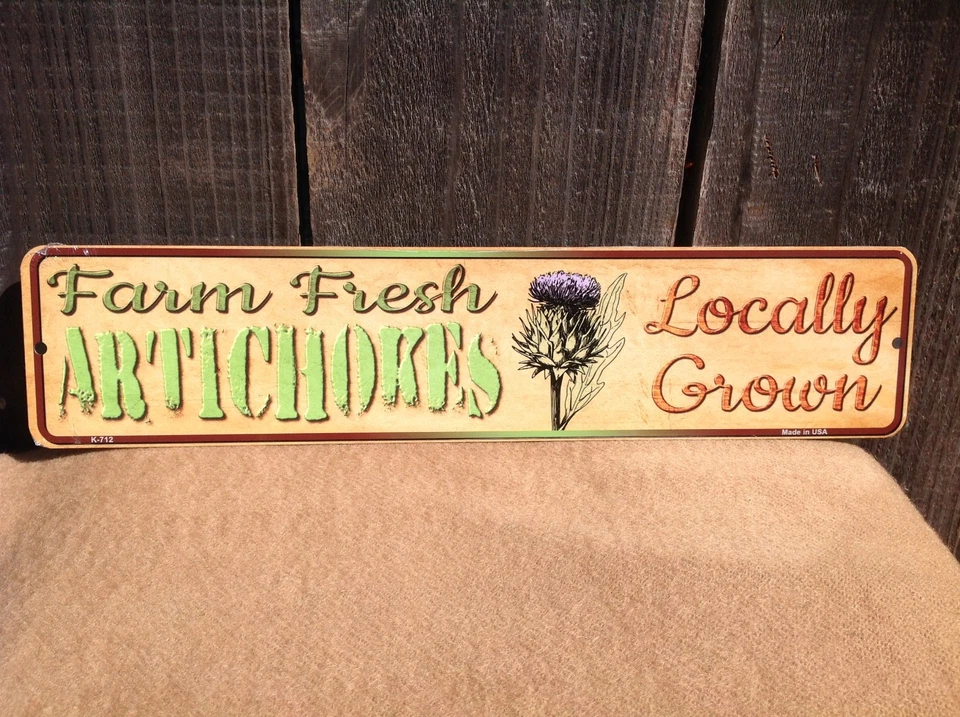 Farm Fresh
ARTICHOKES
Locally
Grown
K-712
Made in USA